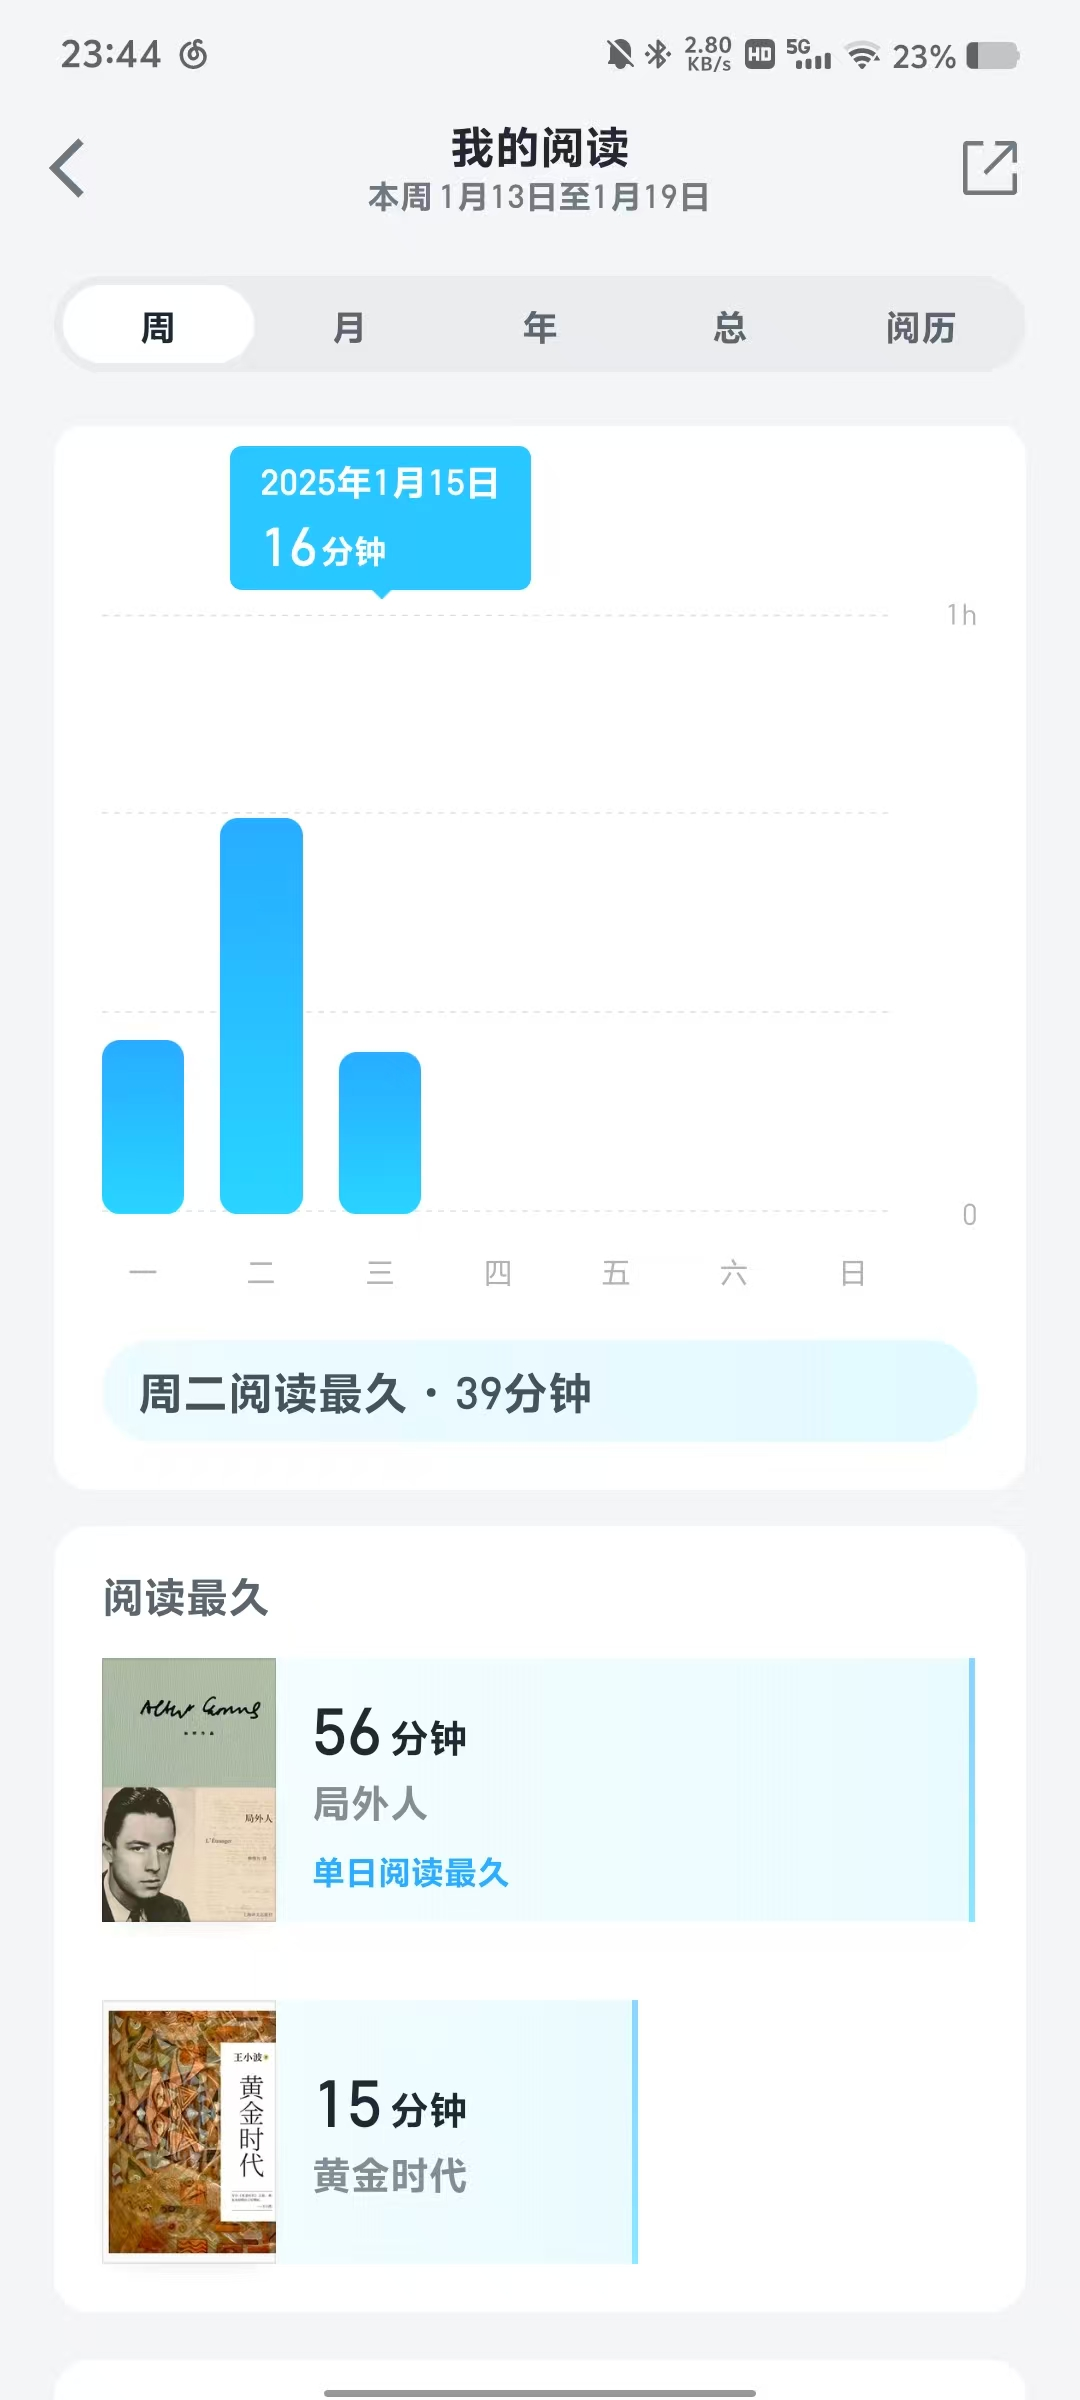 23:44
2.80 KB/s HD 5G 23%
我的阅读
本周 1月13日至1月19日
周 月 年 总 阅历
2025年1月15日
16分钟
1h
0
一 二 三 四 五 六 日
周二阅读最久 · 39分钟
阅读最久
56 分钟
局外人
单日阅读最久
局外人
L'Étranger
15 分钟
黄金时代
王小波
黄金时代